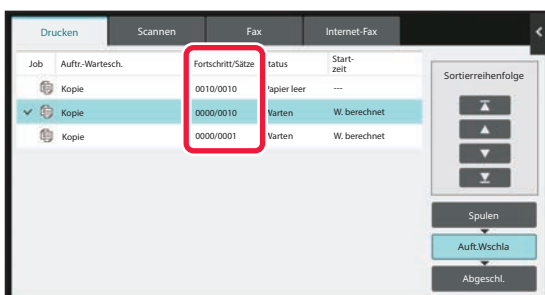 Drucken Scannen Fax Internet-Fax
Job Auftr.-Wartesch. Fortschritt/Sätze tatus Start-
zeit
Kopie 0010/0010 Papier leer ---
Kopie 0000/0010 Warten W. berechnet
Kopie 0000/0001 Warten W. berechnet
Sortierreihenfolge
Spulen
Auft.Wschla
Abgeschl.